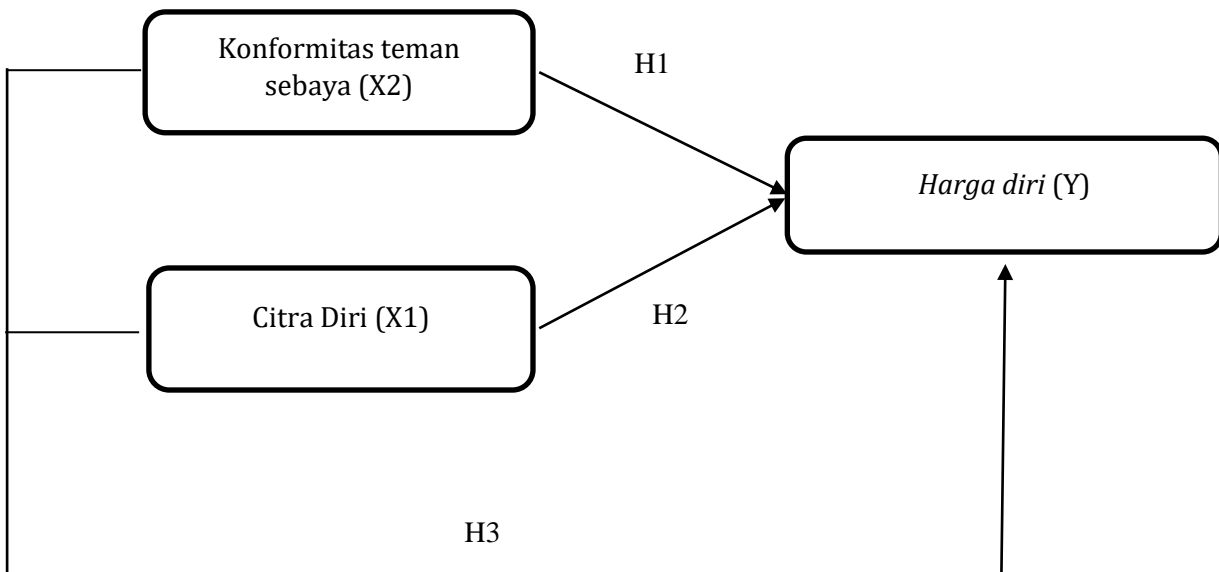 Konformitas teman
sebaya (X2)
H1
Harga diri (Y)
Citra Diri (X1)
H2
H3